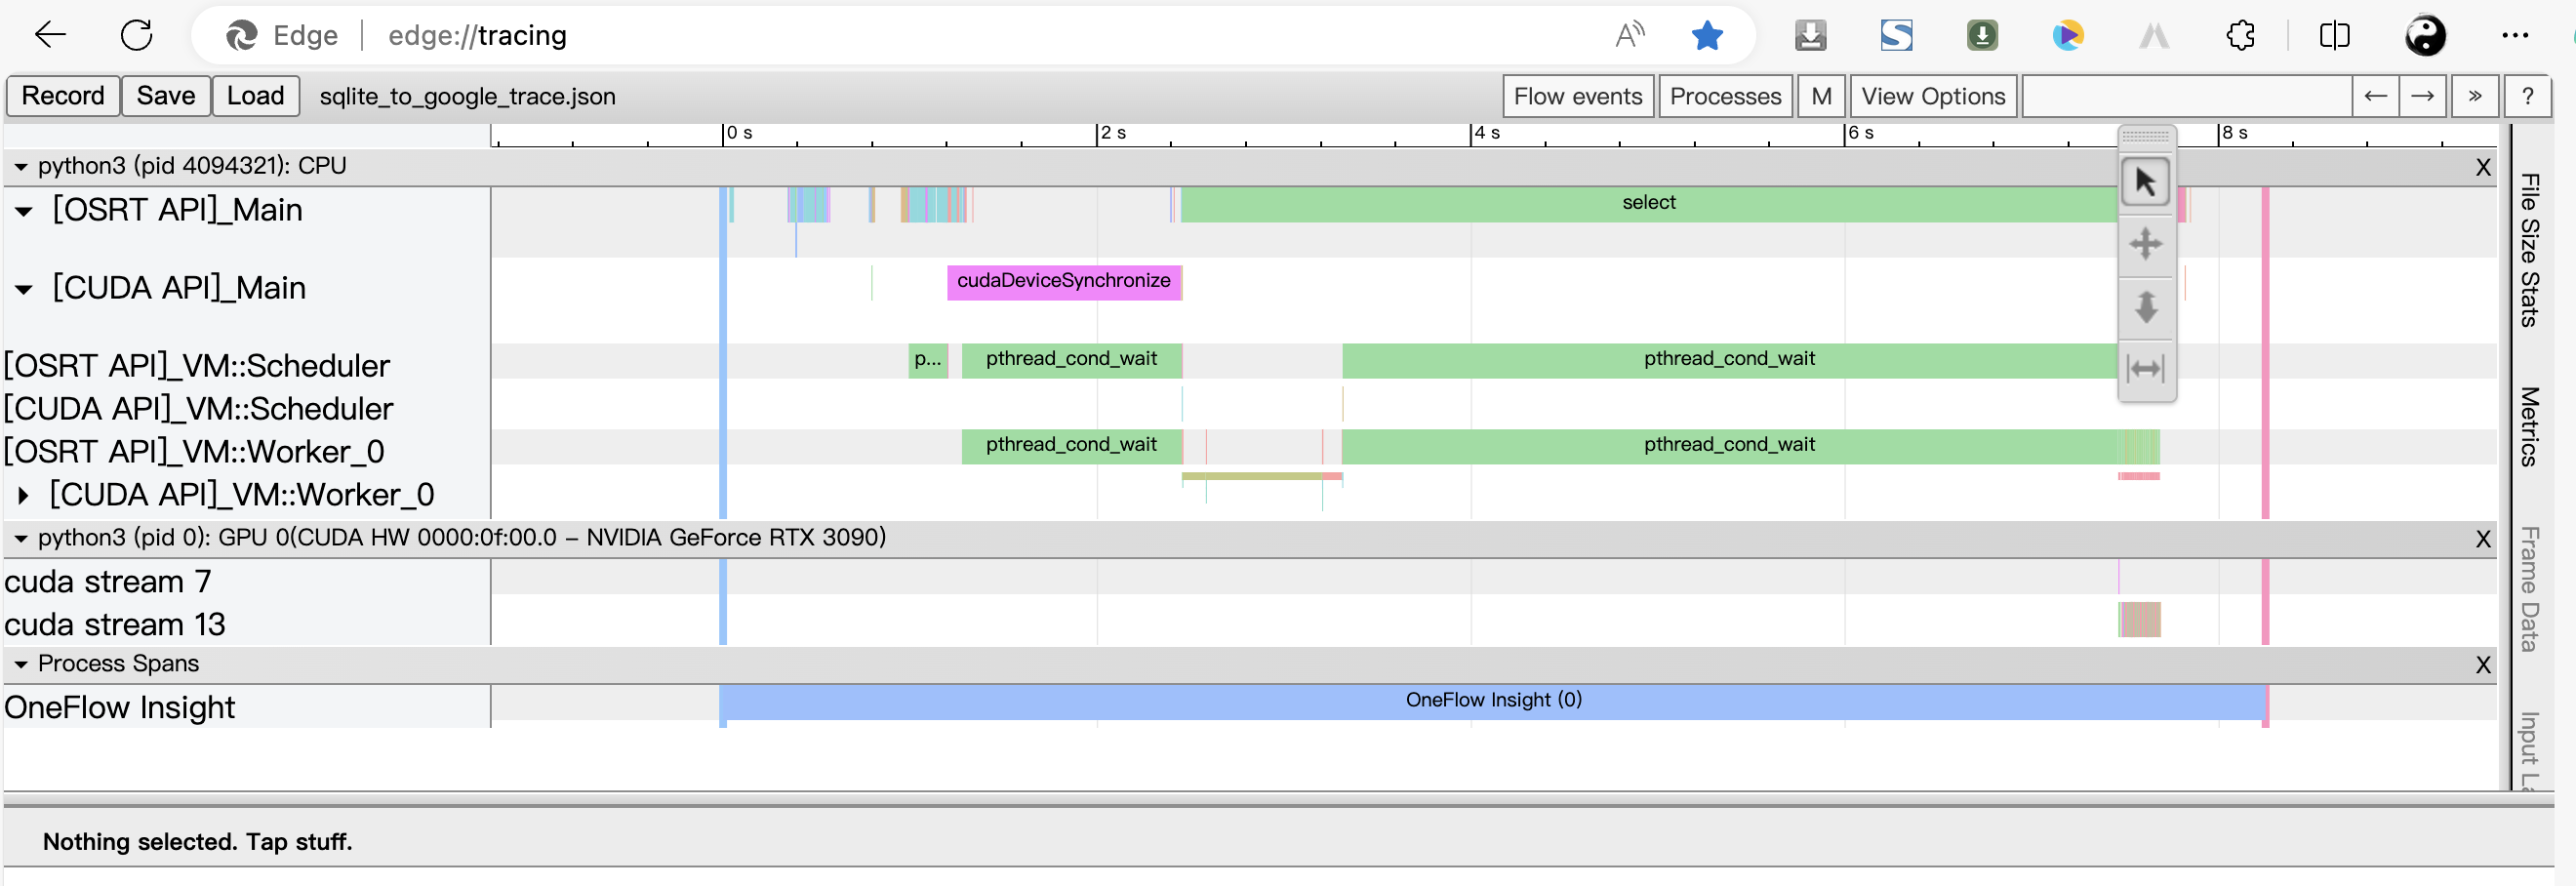 Edge edge://tracing
Record Save Load sqlite_to_google_trace.json Flow events Processes M View Options ← → » ?
0 s 2 s 4 s 6 s 8 s
python3 (pid 4094321): CPU X
[OSRT API]_Main select
[CUDA API]_Main cudaDeviceSynchronize
[OSRT API]_VM::Scheduler p... pthread_cond_wait pthread_cond_wait
[CUDA API]_VM::Scheduler
[OSRT API]_VM::Worker_0 pthread_cond_wait pthread_cond_wait
[CUDA API]_VM::Worker_0
python3 (pid 0): GPU 0(CUDA HW 0000:0f:00.0 – NVIDIA GeForce RTX 3090) X
cuda stream 7
cuda stream 13
Process Spans X
OneFlow Insight OneFlow Insight (0)
File Size Stats
Metrics
Frame Data
Input La
Nothing selected. Tap stuff.